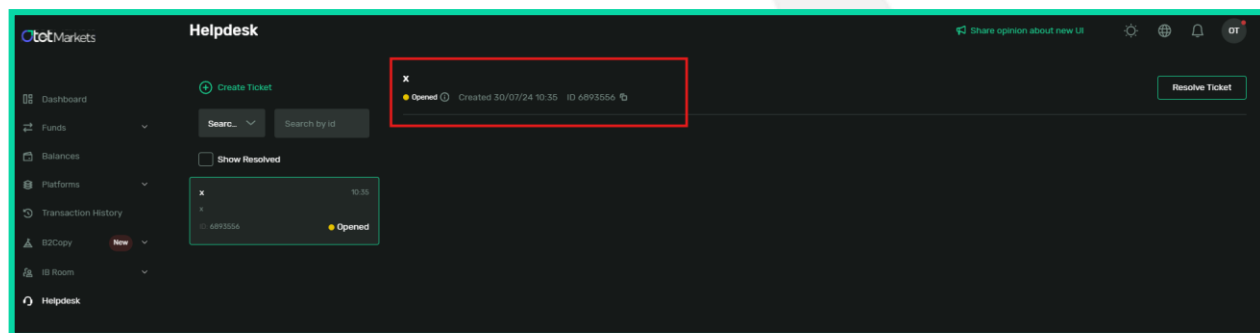 OtetMarkets
Helpdesk
Share opinion about new UI
OT
Dashboard
Funds
Balances
Platforms
Transaction History
B2Copy New
IB Room
Helpdesk
Create Ticket
Searc... Search by id
Show Resolved
x 10:35
x
ID 6893556 Opened
x
Opened Created 30/07/24 10:35 ID 6893556
Resolve Ticket